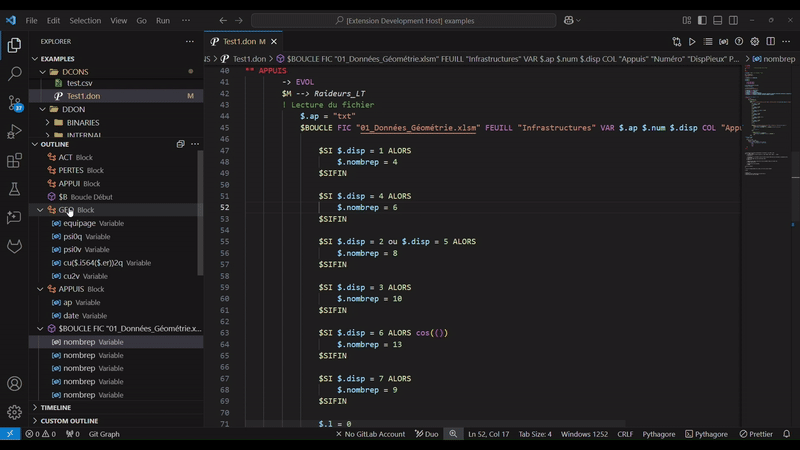 File Edit Selection View Go Run ···
[Extension Development Host] examples
EXPLORER ···
EXAMPLES
DCONS
test.csv
Test1.don M
DDON
BINARIES
INTERNAL
OUTLINE
ACT Block
PERTES Block
APPUI Block
$B Boucle Début
GEO Block
equipage Variable
psi0q Variable
psi0v Variable
cu($.i564($.er))2q Variable
cu2v Variable
APPUIS Block
ap Variable
date Variable
$BOUCLE FIC "01_Données_Géométrie.x...
nombrep Variable
nombrep Variable
nombrep Variable
nombrep Variable
nombrep Variable
TIMELINE
CUSTOM OUTLINE
37
Test1.don M
NS > Test1.don > $BOUCLE FIC "01_Données_Géométrie.xlsm" FEUILL "Infrastructures" VAR $.ap $.num $.disp COL "Appuis" "Numéro" "DispPieux" P... > nombrep
40 ** APPUIS
41 -> EVOL
42 $M --> Raideurs_LT
43 ! Lecture du fichier
44 $.ap = "txt"
45 $BOUCLE FIC "01_Données_Géométrie.xlsm" FEUILL "Infrastructures" VAR $.ap $.num $.disp COL "Appu
46
47 $SI $.disp = 1 ALORS
48 $.nombrep = 4
49 $SIFIN
50
51 $SI $.disp = 4 ALORS
52 $.nombrep = 6
53 $SIFIN
54
55 $SI $.disp = 2 ou $.disp = 5 ALORS
56 $.nombrep = 8
57 $SIFIN
58
59 $SI $.disp = 3 ALORS
60 $.nombrep = 10
61 $SIFIN
62
63 $SI $.disp = 6 ALORS cos(())
64 $.nombrep = 13
65 $SIFIN
66
67 $SI $.disp = 7 ALORS
68 $.nombrep = 9
69 $SIFIN
70
71 $.l = 0
0 0 0 Git Graph
No GitLab Account Duo Ln 52, Col 17 Tab Size: 4 Windows 1252 CRLF Pythagore Pythagore Prettier